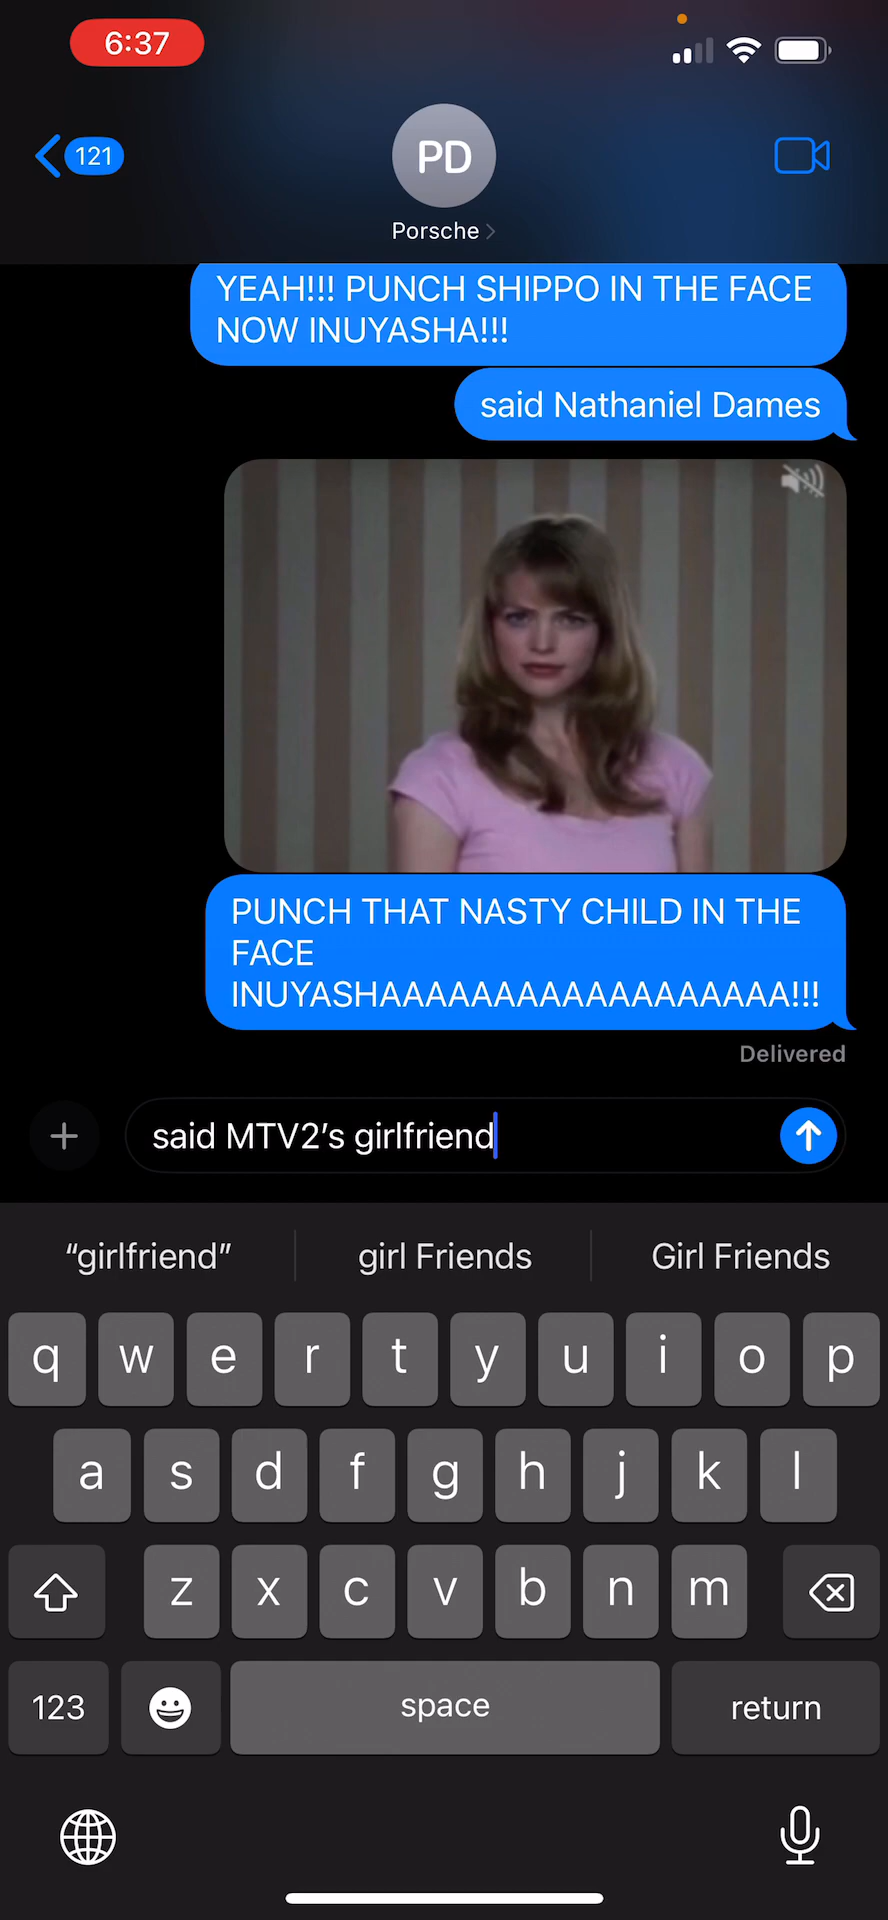 6:37
121
PD
Porsche
YEAH!!! PUNCH SHIPPO IN THE FACE
NOW INUYASHA!!!
said Nathaniel Dames
PUNCH THAT NASTY CHILD IN THE
FACE
INUYASHAAAAAAAAAAAAAAAAAA!!!
Delivered
said MTV2’s girlfriend
“girlfriend” girl Friends Girl Friends
q w e r t y u i o p
a s d f g h j k l
z x c v b n m
123 space return